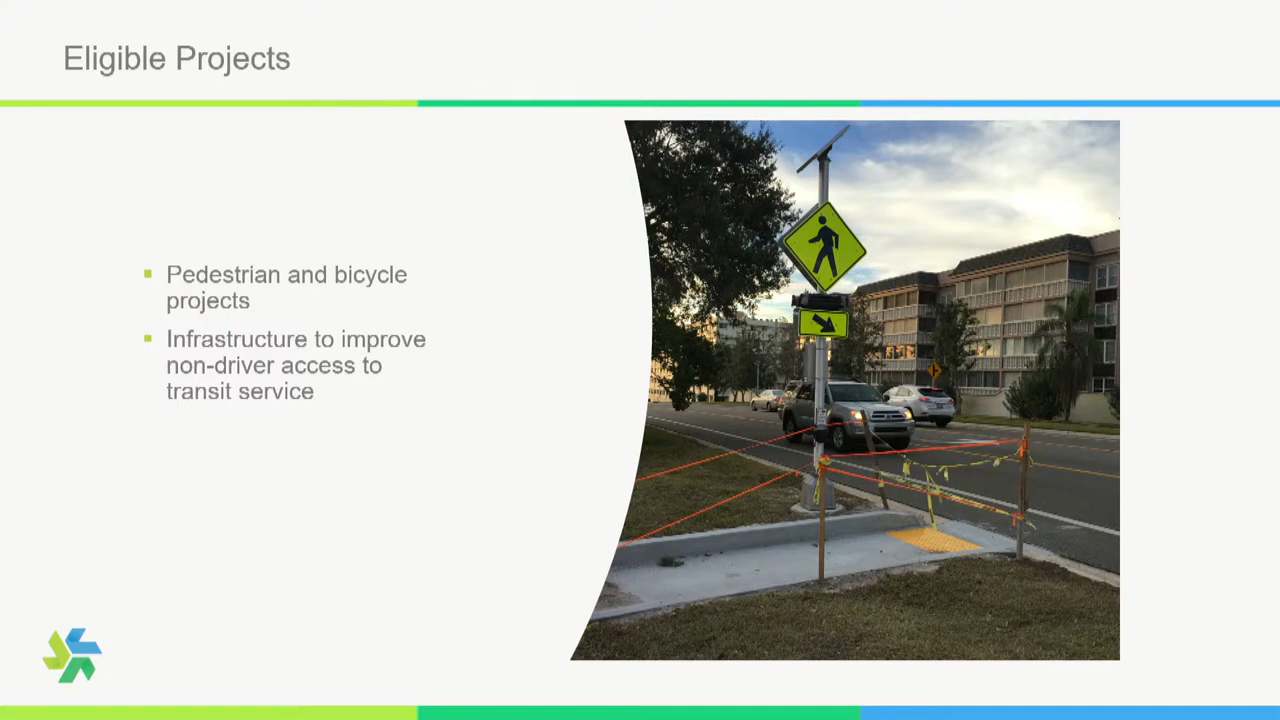 Eligible Projects
Pedestrian and bicycle
projects
Infrastructure to improve
non-driver access to
transit service